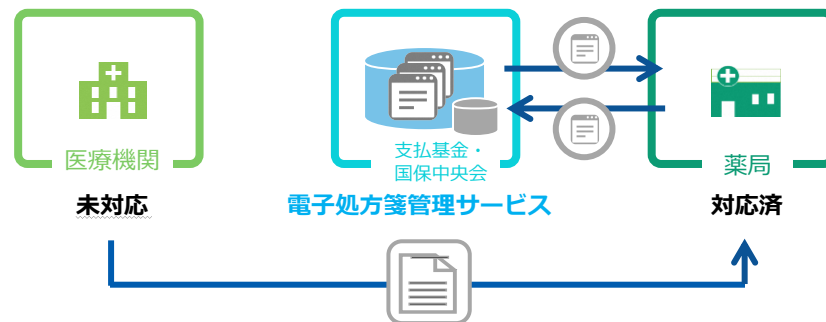 医療機関
未対応
支払基金・
国保中央会
電子処方箋管理サービス
薬局
対応済